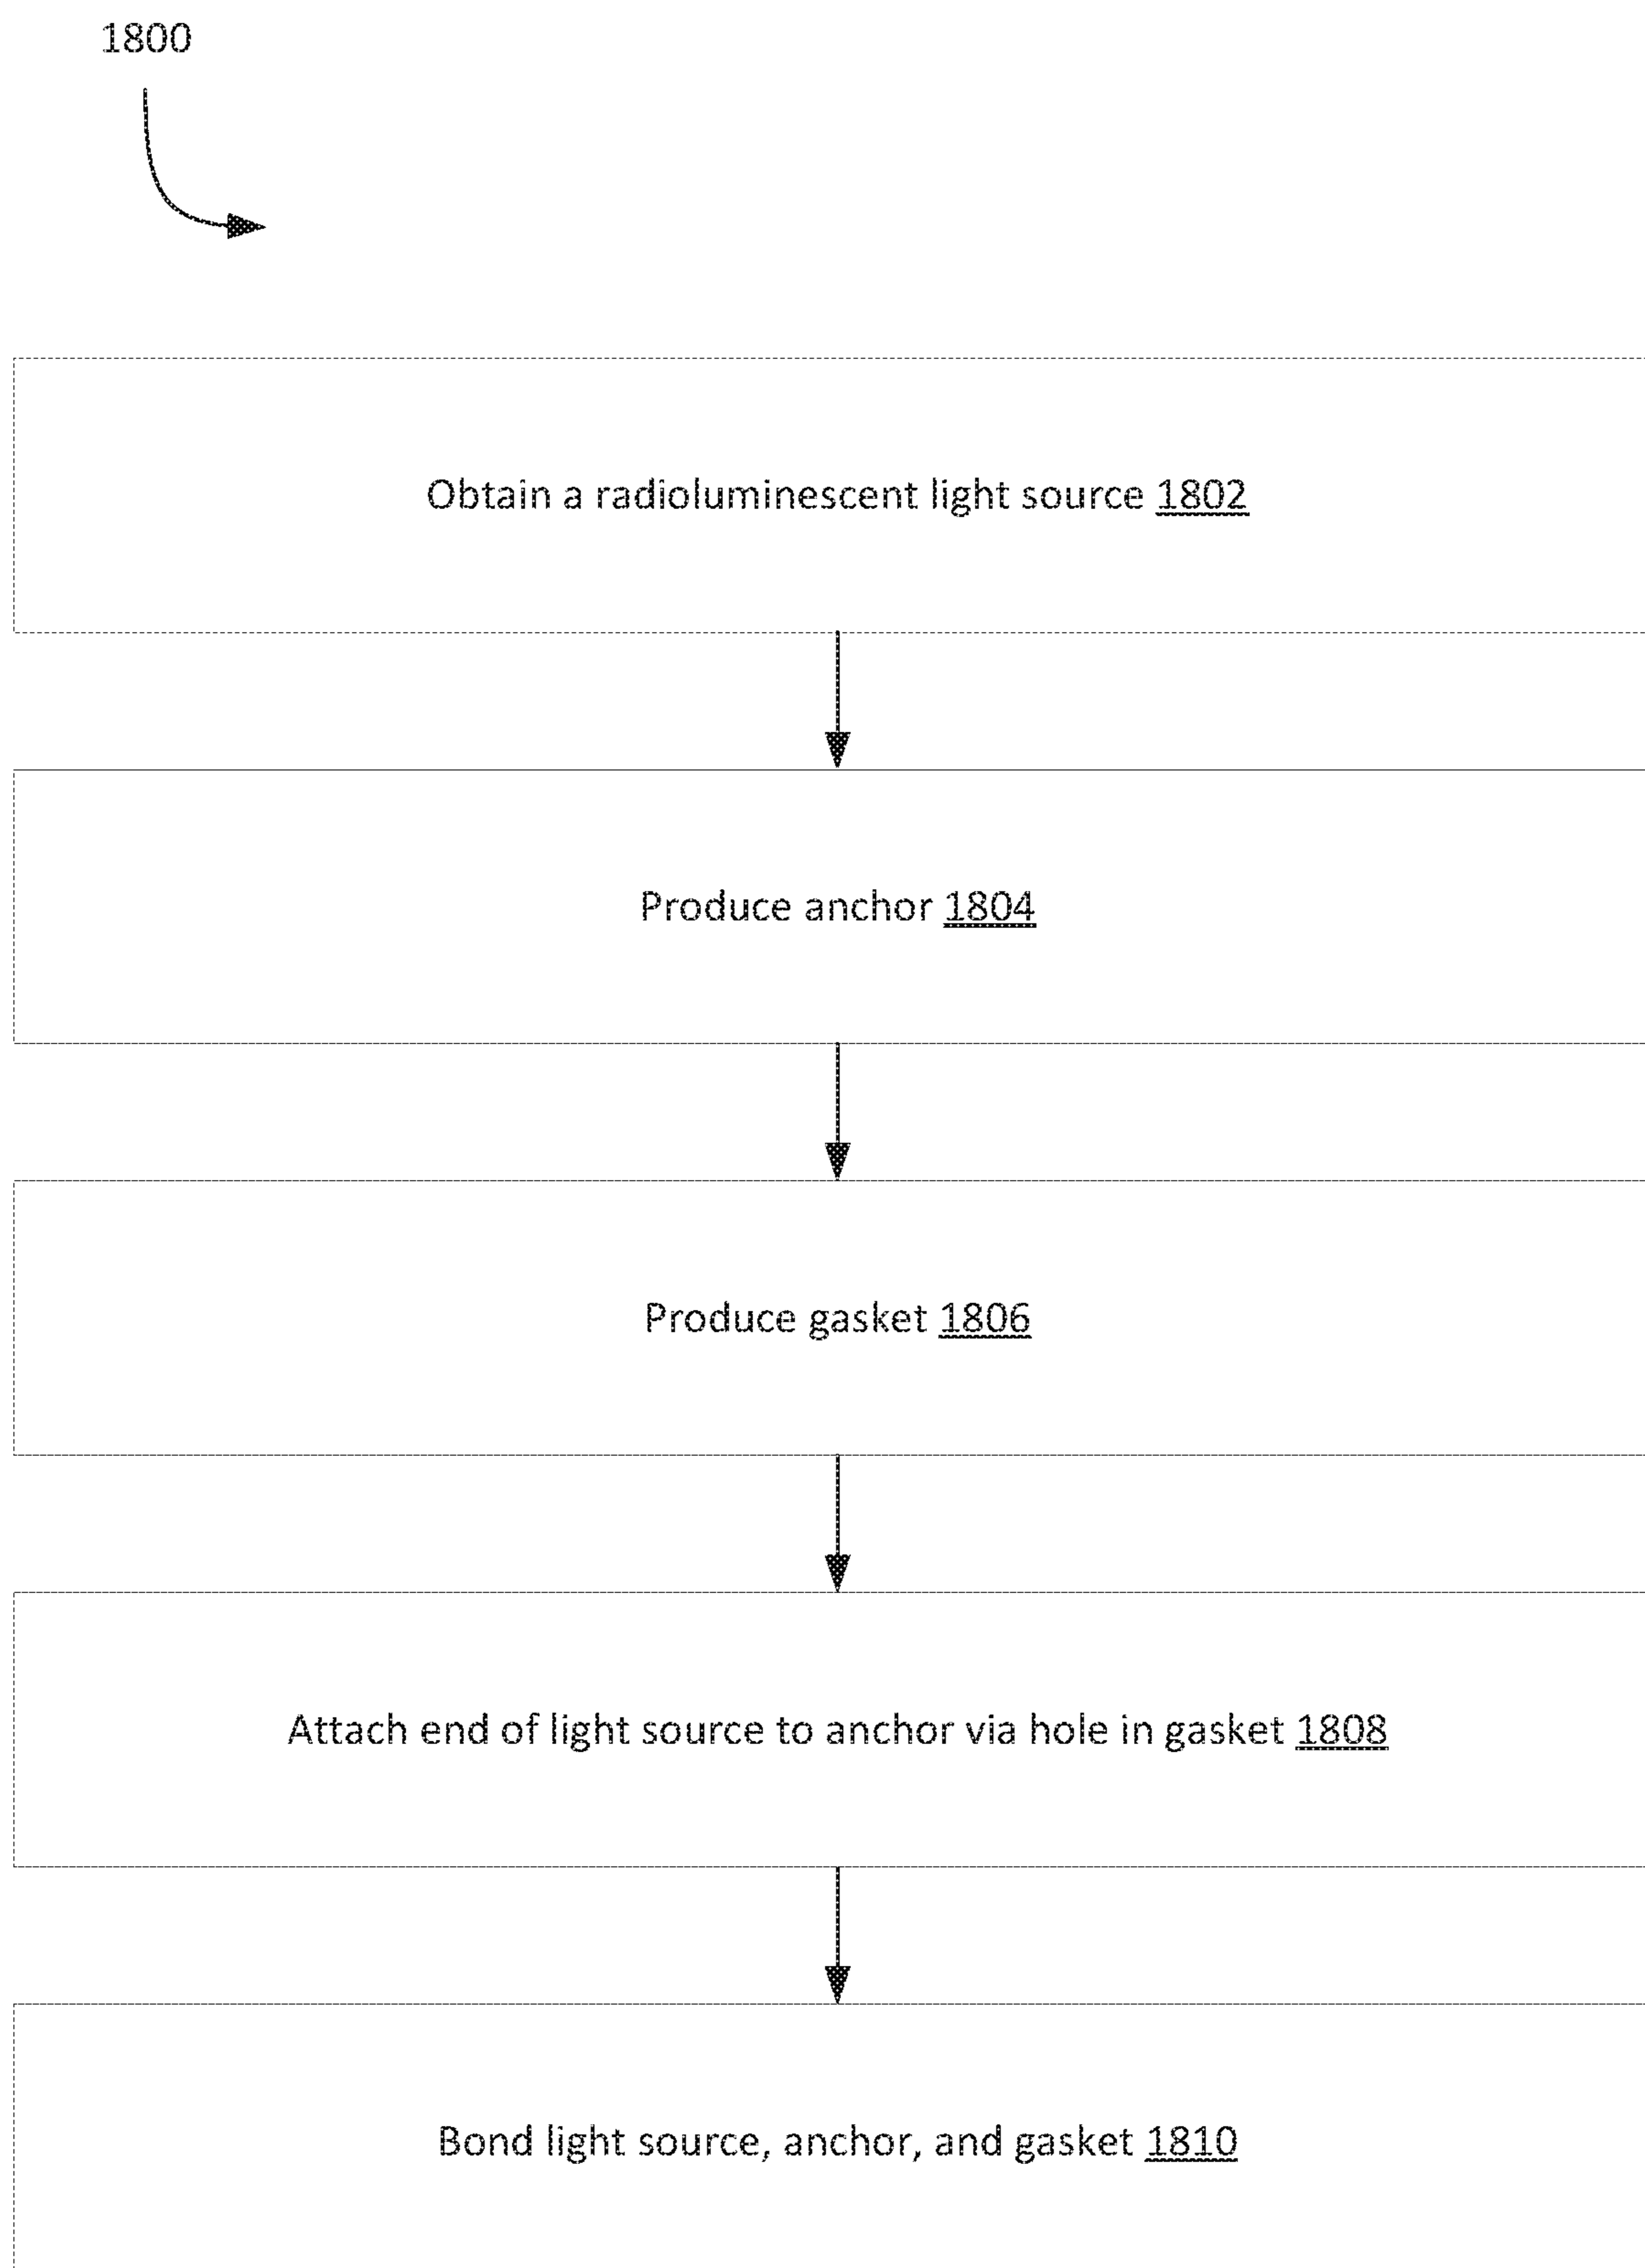 1800
Obtain a radioluminescent light source 1802
Produce anchor 1804
Produce gasket 1806
Attach end of light source to anchor via hole in gasket 1808
Bond light source, anchor, and gasket 1810